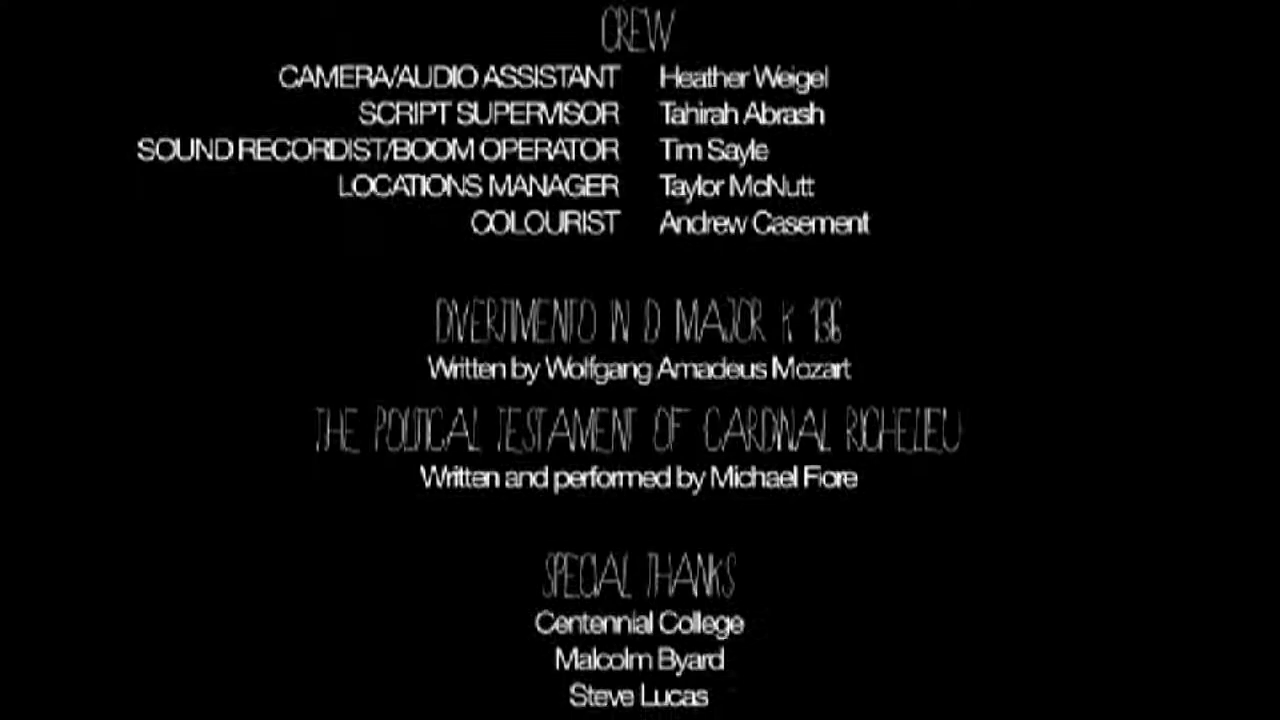 CREW
CAMERA/AUDIO ASSISTANT Heather Weigel
SCRIPT SUPERVISOR Tahirah Abrash
SOUND RECORDIST/BOOM OPERATOR Tim Sayle
LOCATIONS MANAGER Taylor McNutt
COLOURIST Andrew Casement
DIVERTIMENTO IN D MAJOR K 136
Written by Wolfgang Amadeus Mozart
THE POLITICAL TESTAMENT OF CARDINAL RICHELIEU
Written and performed by Michael Fiore
SPECIAL THANKS
Centennial College
Malcolm Byard
Steve Lucas